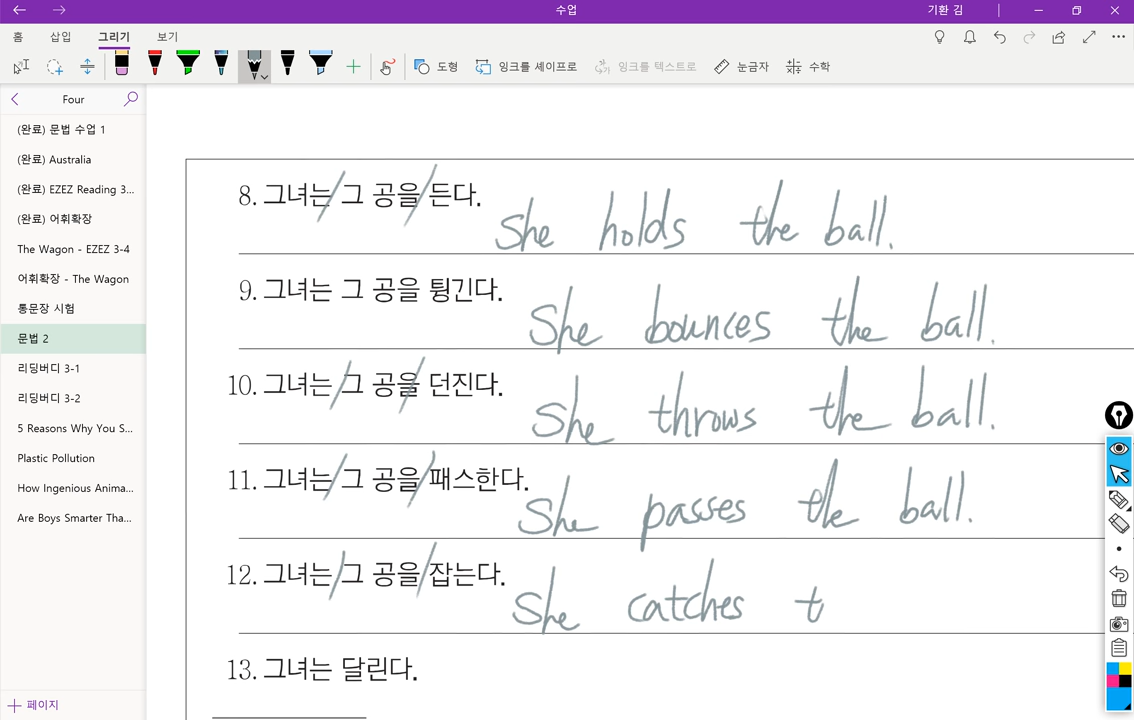 수업
기환 김
홈 삽입 그리기 보기
도형 잉크를 셰이프로 잉크를 텍스트로 눈금자 수학
Four
(완료) 문법 수업 1
(완료) Australia
(완료) EZEZ Reading 3...
(완료) 어휘확장
The Wagon - EZEZ 3-4
어휘확장 - The Wagon
통문장 시험
문법 2
리딩버디 3-1
리딩버디 3-2
5 Reasons Why You S...
Plastic Pollution
How Ingenious Anima...
Are Boys Smarter Tha...
페이지
8. 그녀는/그 공을/든다.
She holds the ball.
9. 그녀는 그 공을 튕긴다.
She bounces the ball.
10. 그녀는/그 공을/던진다.
She throws the ball.
11. 그녀는/그 공을/패스한다.
She passes the ball.
12. 그녀는/그 공을/잡는다.
She catches t
13. 그녀는 달린다.